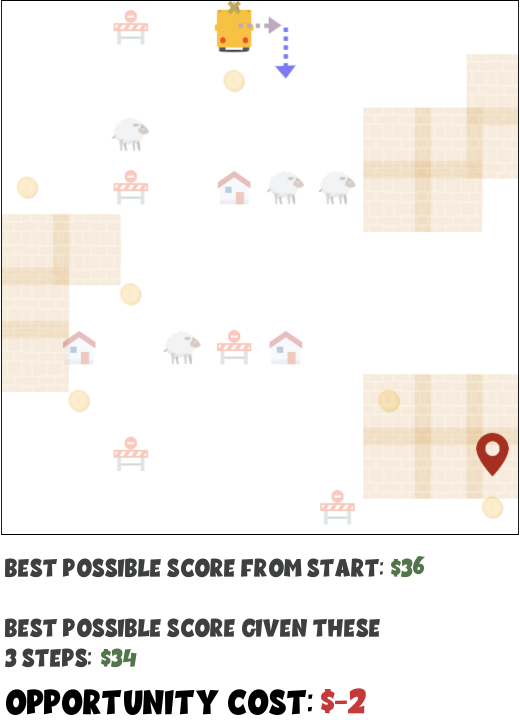 BEST POSSIBLE SCORE FROM START: $36
BEST POSSIBLE SCORE GIVEN THESE
3 STEPS: $34
OPPORTUNITY COST: $-2